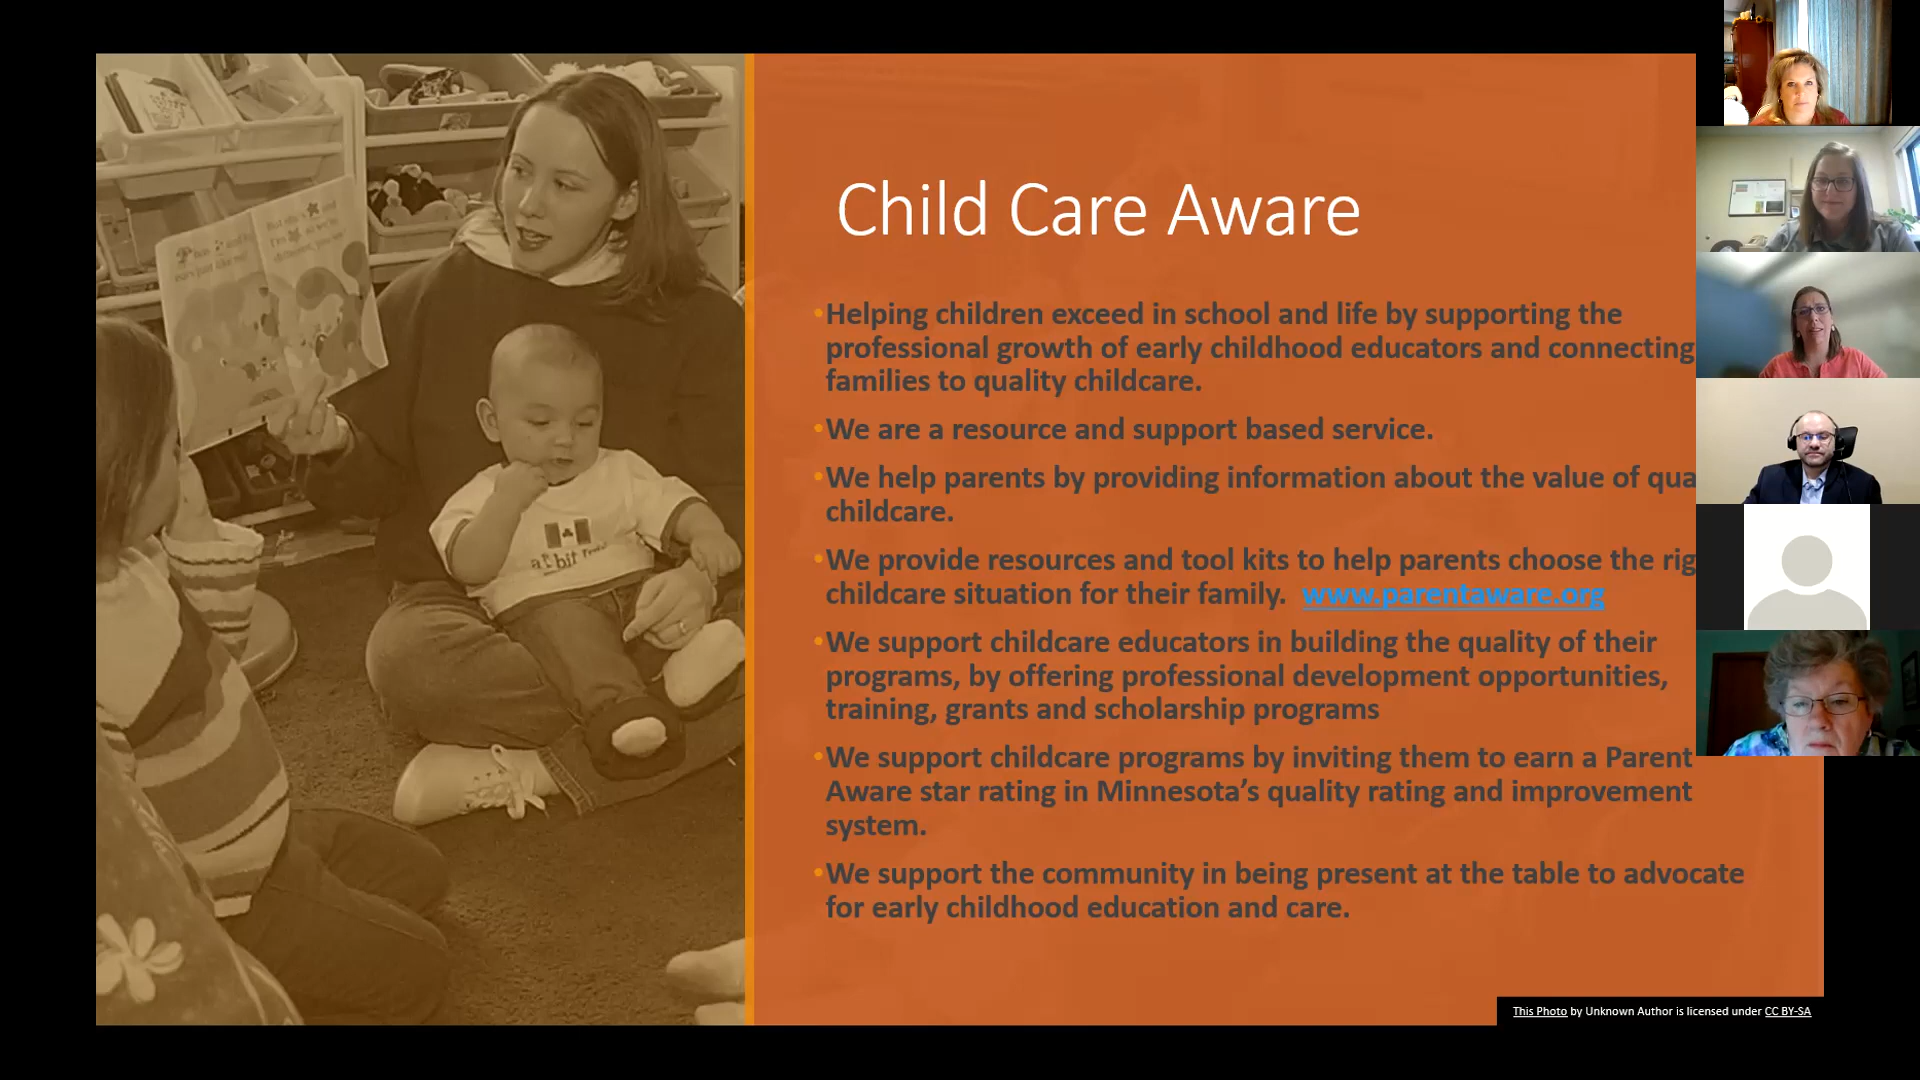 Child Care Aware
•Helping children exceed in school and life by supporting the
professional growth of early childhood educators and connecting
families to quality childcare.
•We are a resource and support based service.
•We help parents by providing information about the value of qua
childcare.
•We provide resources and tool kits to help parents choose the rig
childcare situation for their family. www.parentaware.org
•We support childcare educators in building the quality of their
programs, by offering professional development opportunities,
training, grants and scholarship programs
•We support childcare programs by inviting them to earn a Parent
Aware star rating in Minnesota’s quality rating and improvement
system.
•We support the community in being present at the table to advocate
for early childhood education and care.
This Photo by Unknown Author is licensed under CC BY-SA